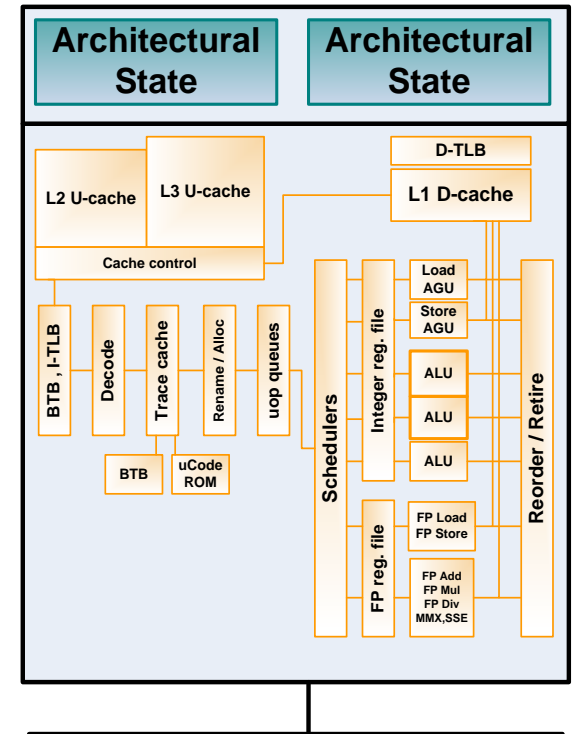 Architectural
State
Architectural
State
D-TLB
L2 U-cache
L3 U-cache
L1 D-cache
Cache control
BTB , I-TLB
Decode
Trace cache
Rename / Alloc
uop queues
BTB
uCode
ROM
Schedulers
Integer reg. file
FP reg. file
Load
AGU
Store
AGU
ALU
ALU
ALU
FP Load
FP Store
FP Add
FP Mul
FP Div
MMX,SSE
Reorder / Retire